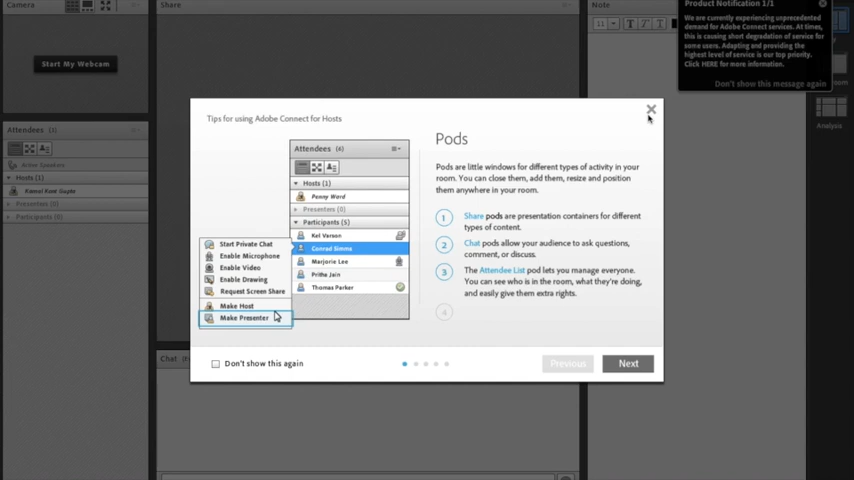 Camera
Share
Note
Product Notification 1/1
We are currently experiencing unprecedented
demand for Adobe Connect services. At times,
this is causing short degradation of service for
some users. Adapting and providing the
highest level of service is our top priority.
Click HERE for more information.
Don't show this message again
11
T T T
Start My Webcam
Analysis
Attendees (3)
Active Speakers
Hosts (1)
Kamal Kant Gupta
Presenters (0)
Participants (0)
Chat
Tips for using Adobe Connect for Hosts
Attendees (6)
Hosts (1)
Penny Ward
Presenters (0)
Participants (5)
Kel Varson
Conrad Simms
Marjorie Lee
Pritha Jain
Thomas Parker
Start Private Chat
Enable Microphone
Enable Video
Enable Drawing
Request Screen Share
Make Host
Make Presenter
Pods
Pods are little windows for different types of activity in your
room. You can close them, add them, resize and position
them anywhere in your room.
1 Share pods are presentation containers for different
types of content.
2 Chat pods allow your audience to ask questions,
comment, or discuss.
3 The Attendee List pod lets you manage everyone.
You can see who is in the room, what they're doing,
and easily give them extra rights.
4
Don't show this again
Previous
Next